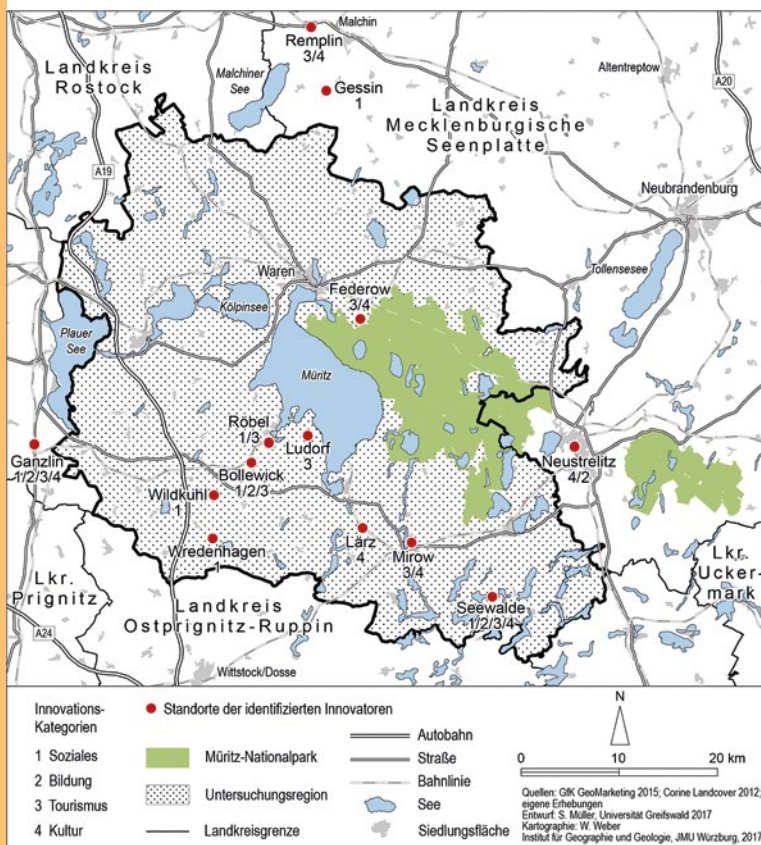 Malchin
Remplin
3/4
Landkreis
Rostock
Malchiner
See
Gessin
1
Altentreptow
A20
Landkreis
Mecklenburgische
Seenplatte
A19
Neubrandenburg
Waren
Tollensesee
Kölpinsee
Federow
3/4
Plauer
See
Müritz
Röbel
1/3
Ludorf
3
Ganzlin
1/2/3/4
Bollewick
1/2/3
Neustrelitz
4/2
Wildkuhl
1
Wredenhagen
1
Lärz
4
Mirow
3/4
Lkr.
Ucker-
mark
Lkr.
Prignitz
Landkreis
Ostprignitz-Ruppin
Seewalde
1/2/3/4
A24
Wittstock/Dosse
Innovations-
Kategorien
1 Soziales
2 Bildung
3 Tourismus
4 Kultur
Standorte der identifizierten Innovatoren
Müritz-Nationalpark
Untersuchungsregion
Landkreisgrenze
Autobahn
Straße
Bahnlinie
See
Siedlungsfläche
N
0 10 20 km
Quellen: GfK GeoMarketing 2015; Corine Landcover 2012;
eigene Erhebungen
Entwurf: S. Müller, Universität Greifswald 2017
Kartographie: W. Weber
Institut für Geographie und Geologie, JMU Würzburg, 2017